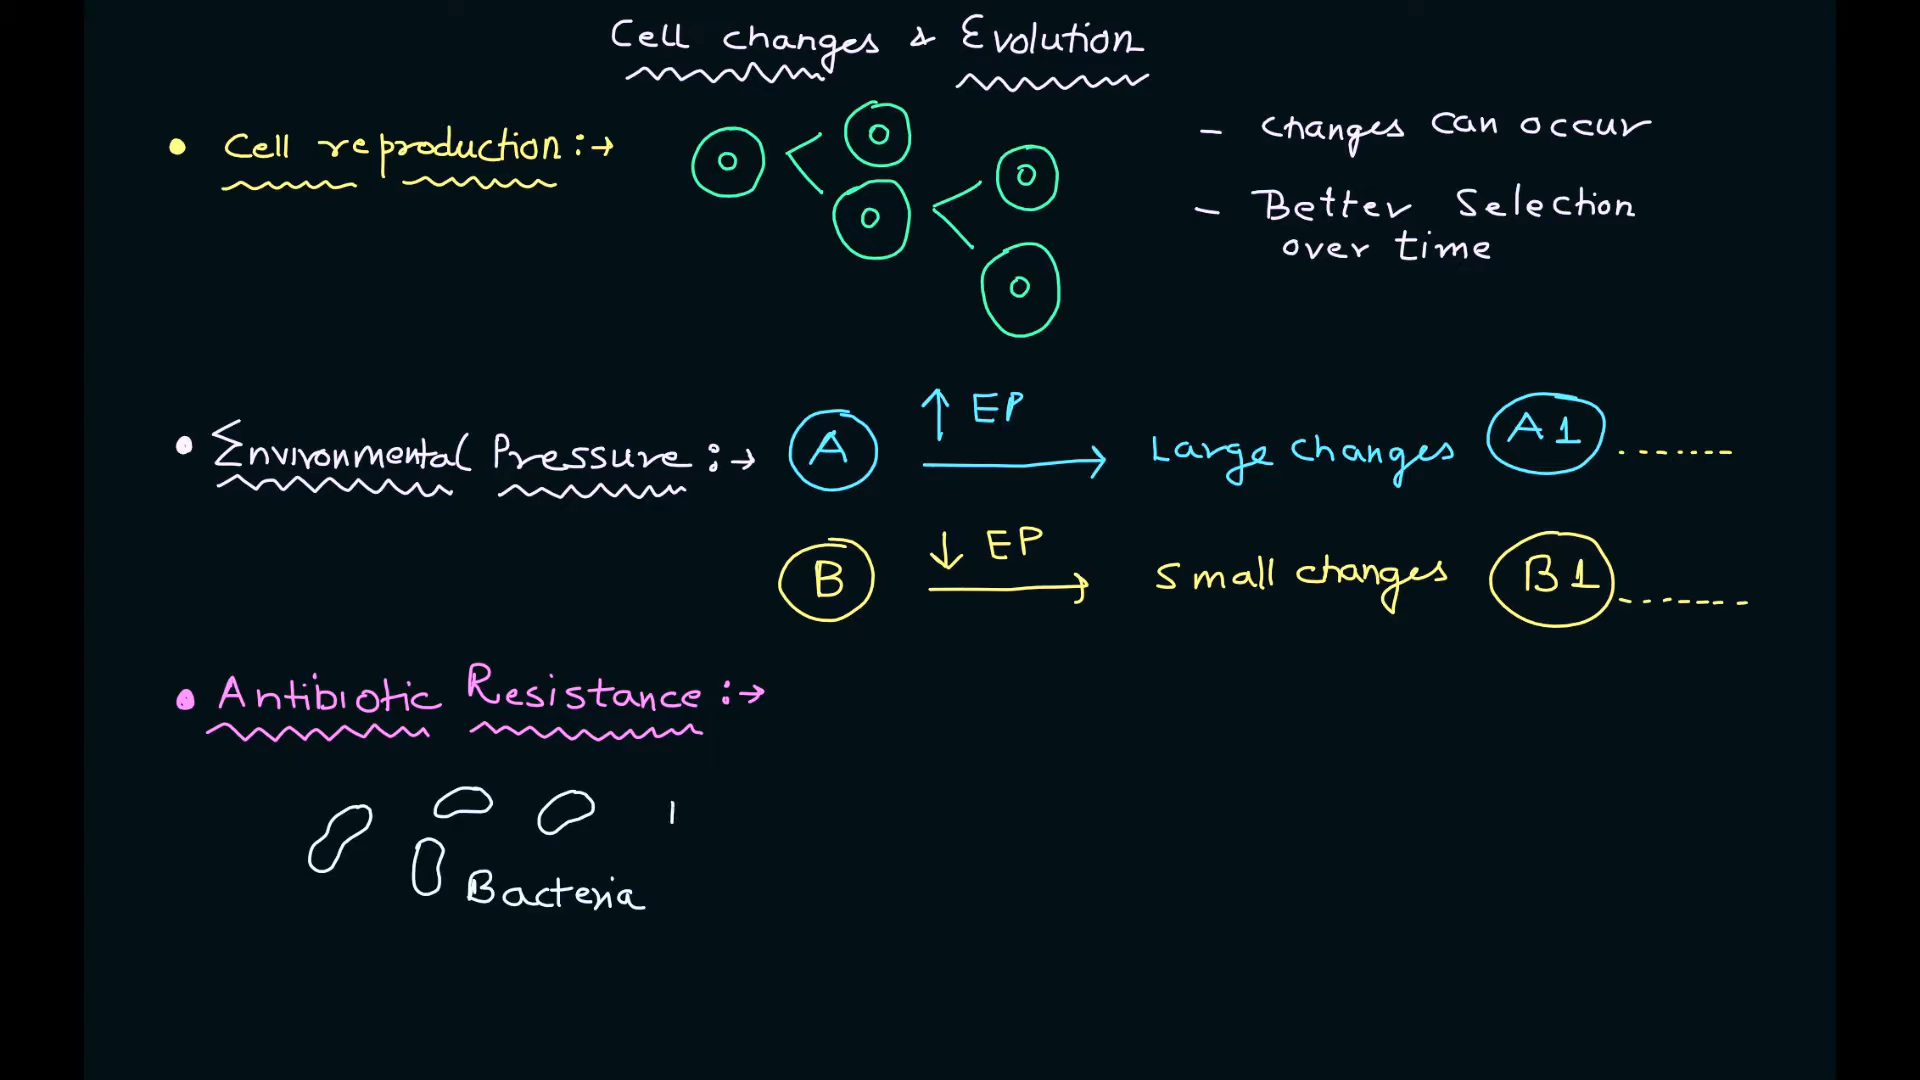 Cell changes & Evolution
• Cell reproduction :→
- Changes can occur
- Better Selection
over time
• Environmental Pressure :→
A ↑ EP → Large changes A1 .......
B ↓ EP → Small changes B1 .......
• Antibiotic Resistance :→
Bacteria